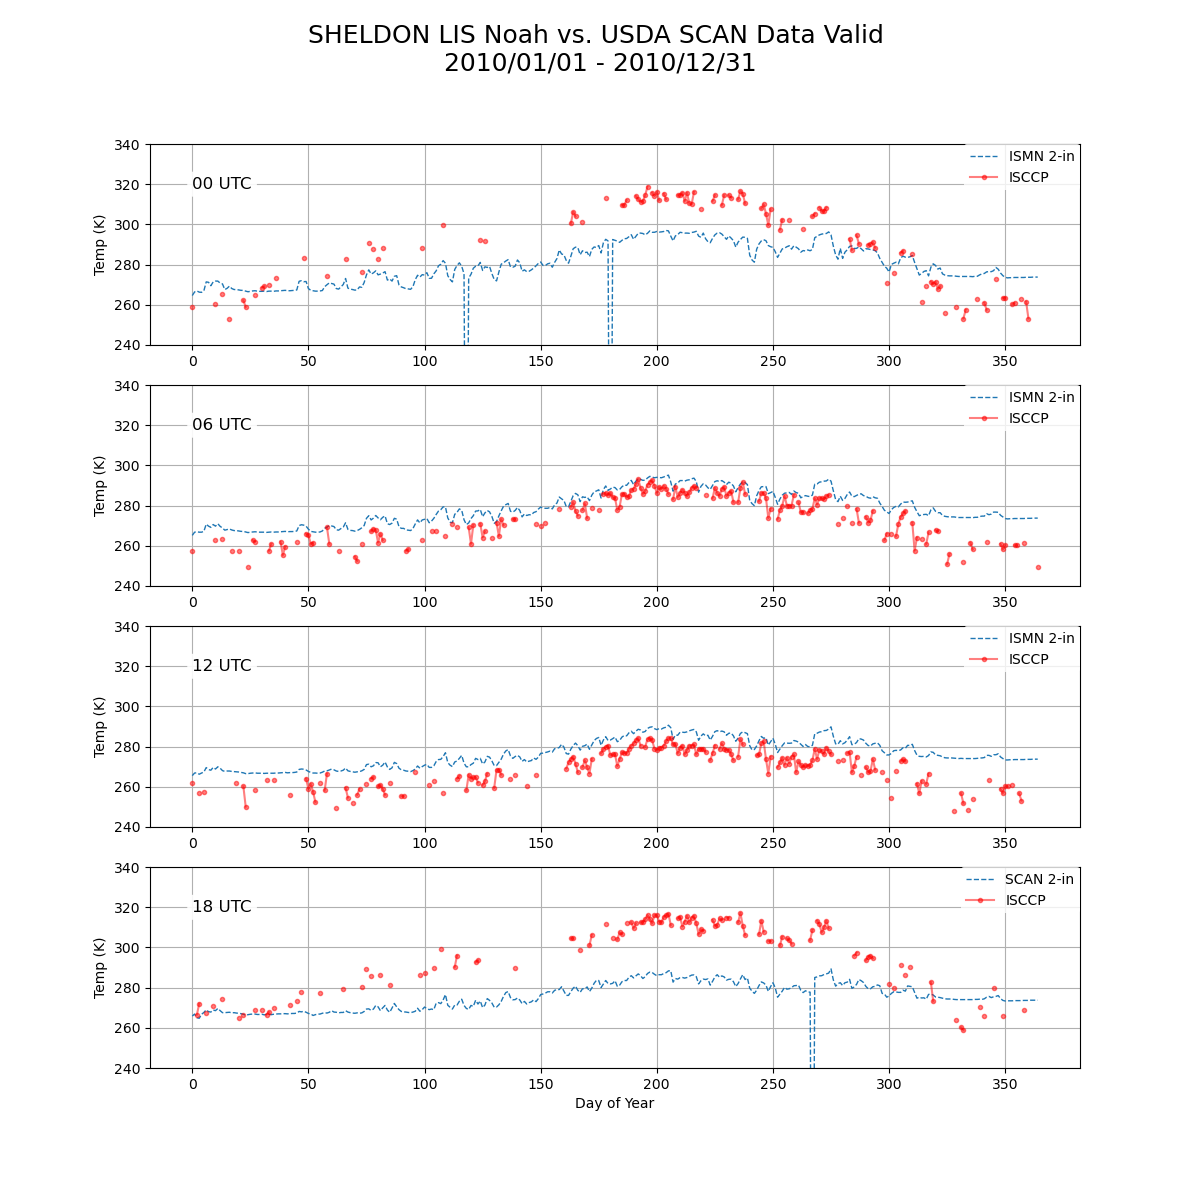 SHELDON LIS Noah vs. USDA SCAN Data Valid
2010/01/01 - 2010/12/31
340
320
300
280
260
240
Temp (K)
00 UTC
ISMN 2-in
ISCCP
0 50 100 150 200 250 300 350
340
320
300
280
260
240
Temp (K)
06 UTC
ISMN 2-in
ISCCP
0 50 100 150 200 250 300 350
340
320
300
280
260
240
Temp (K)
12 UTC
ISMN 2-in
ISCCP
0 50 100 150 200 250 300 350
340
320
300
280
260
240
Temp (K)
18 UTC
SCAN 2-in
ISCCP
0 50 100 150 200 250 300 350
Day of Year